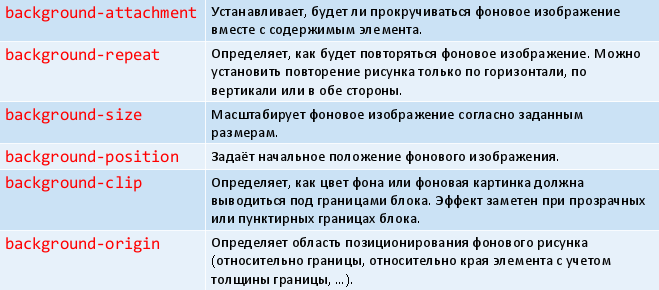 background-attachment Устанавливает, будет ли прокручиваться фоновое изображение
вместе с содержимым элемента.
background-repeat Определяет, как будет повторяться фоновое изображение. Можно
установить повторение рисунка только по горизонтали, по
вертикали или в обе стороны.
background-size Масштабирует фоновое изображение согласно заданным
размерам.
background-position Задаёт начальное положение фонового изображения.
background-clip Определяет, как цвет фона или фоновая картинка должна
выводиться под границами блока. Эффект заметен при прозрачных
или пунктирных границах блока.
background-origin Определяет область позиционирования фонового рисунка
(относительно границы, относительно края элемента с учетом
толщины границы, ...).